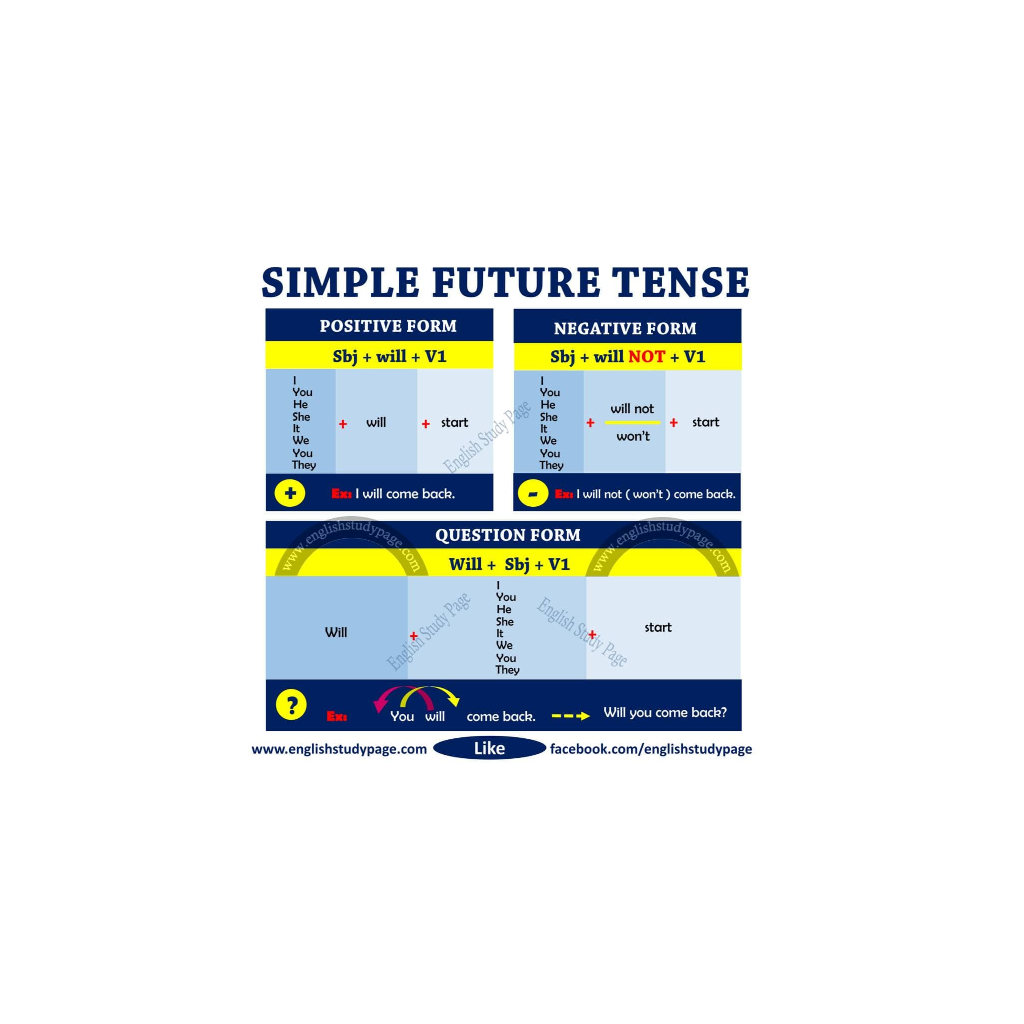 SIMPLE FUTURE TENSE
POSITIVE FORM
Sbj + will + V1
I
You
He
She
It
We
You
They
+ will + start
+ Ex: I will come back.
NEGATIVE FORM
Sbj + will NOT + V1
I
You
He
She
It
We
You
They
+ will not
won't
+ start
- Ex: I will not ( won't ) come back.
English Study Page
QUESTION FORM
www.englishstudypage.com
www.englishstudypage.com
Will + Sbj + V1
Will +
I
You
He
She
It
We
You
They
+ start
English Study Page
English Study Page
? Ex: You will come back. Will you come back?
www.englishstudypage.com Like facebook.com/englishstudypage